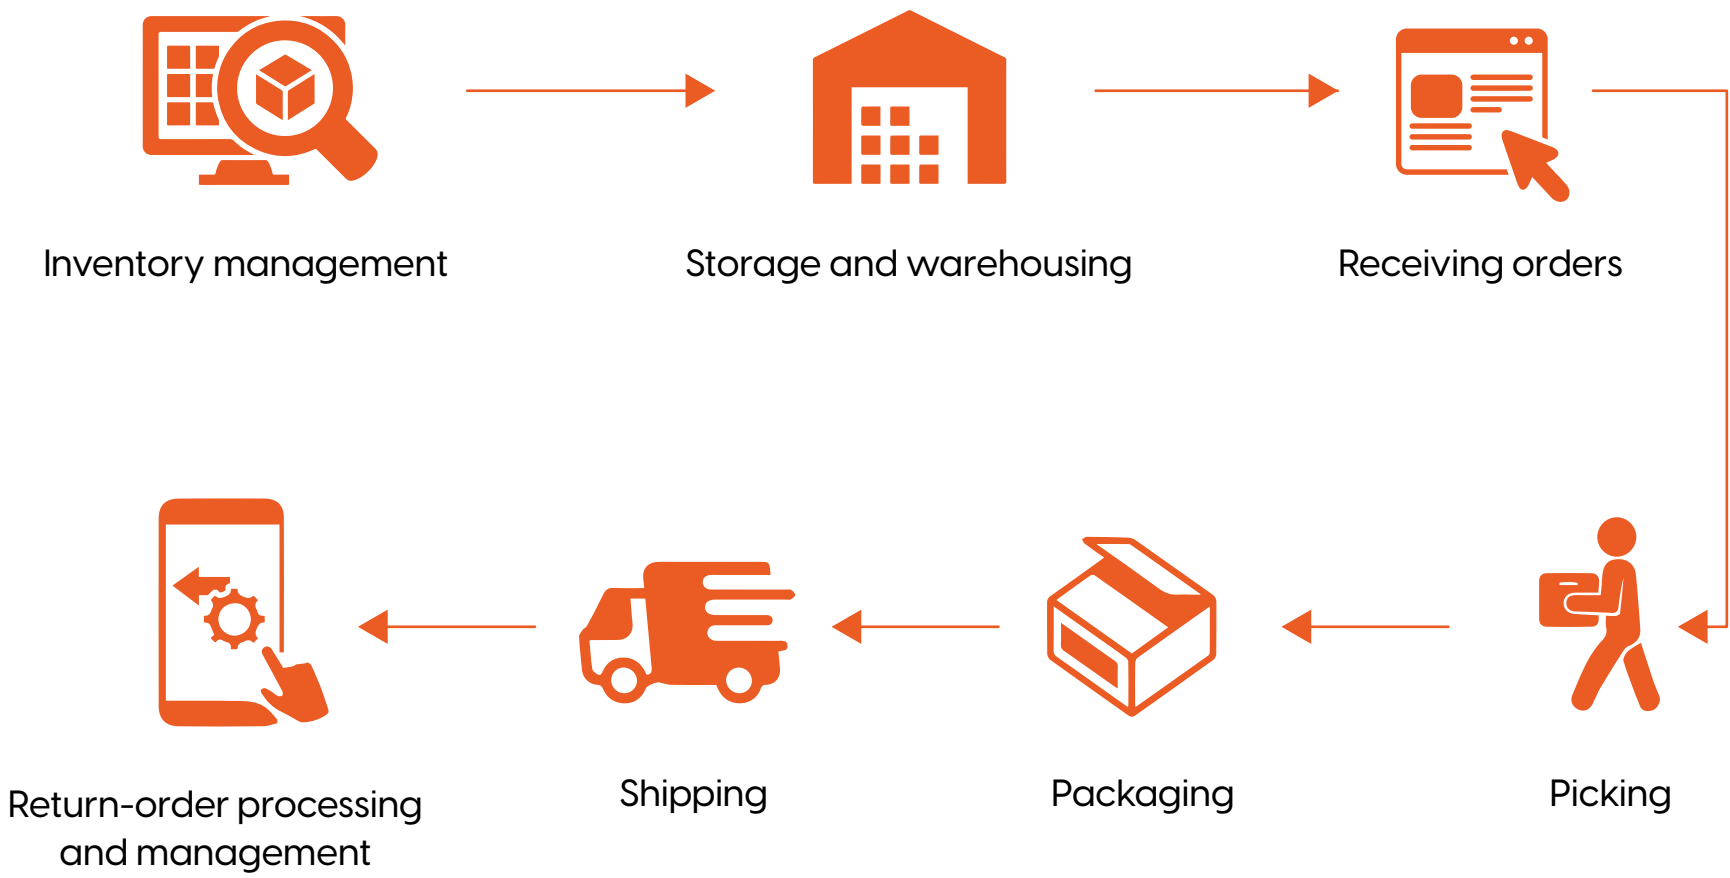 Inventory management
Storage and warehousing
Receiving orders
Return-order processing
and management
Shipping
Packaging
Picking